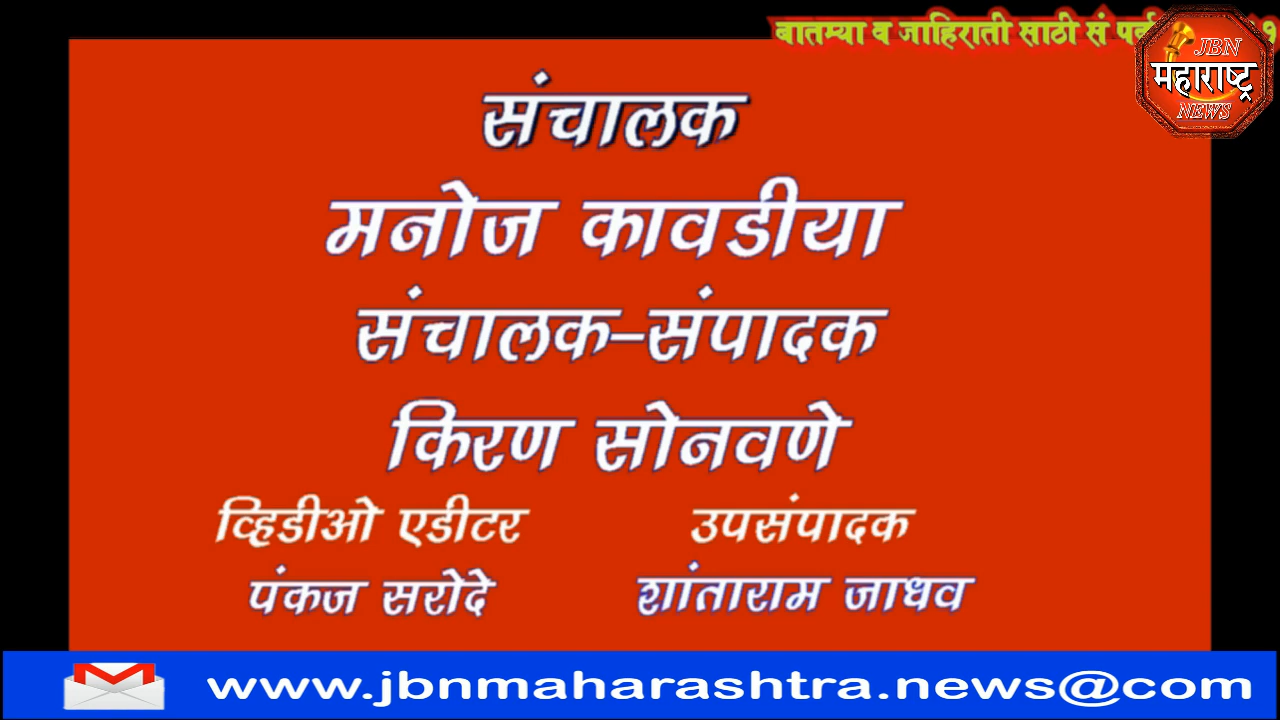 बातम्या व जाहिराती साठी
JBN
महाराष्ट्र
NEWS
संचालक
मनोज कावडीया
संचालक–संपादक
किरण सोनवणे
व्हिडीओ एडीटर उपसंपादक
पंकज सरोदे शांताराम जाधव
www.jbnmaharashtra.news@com